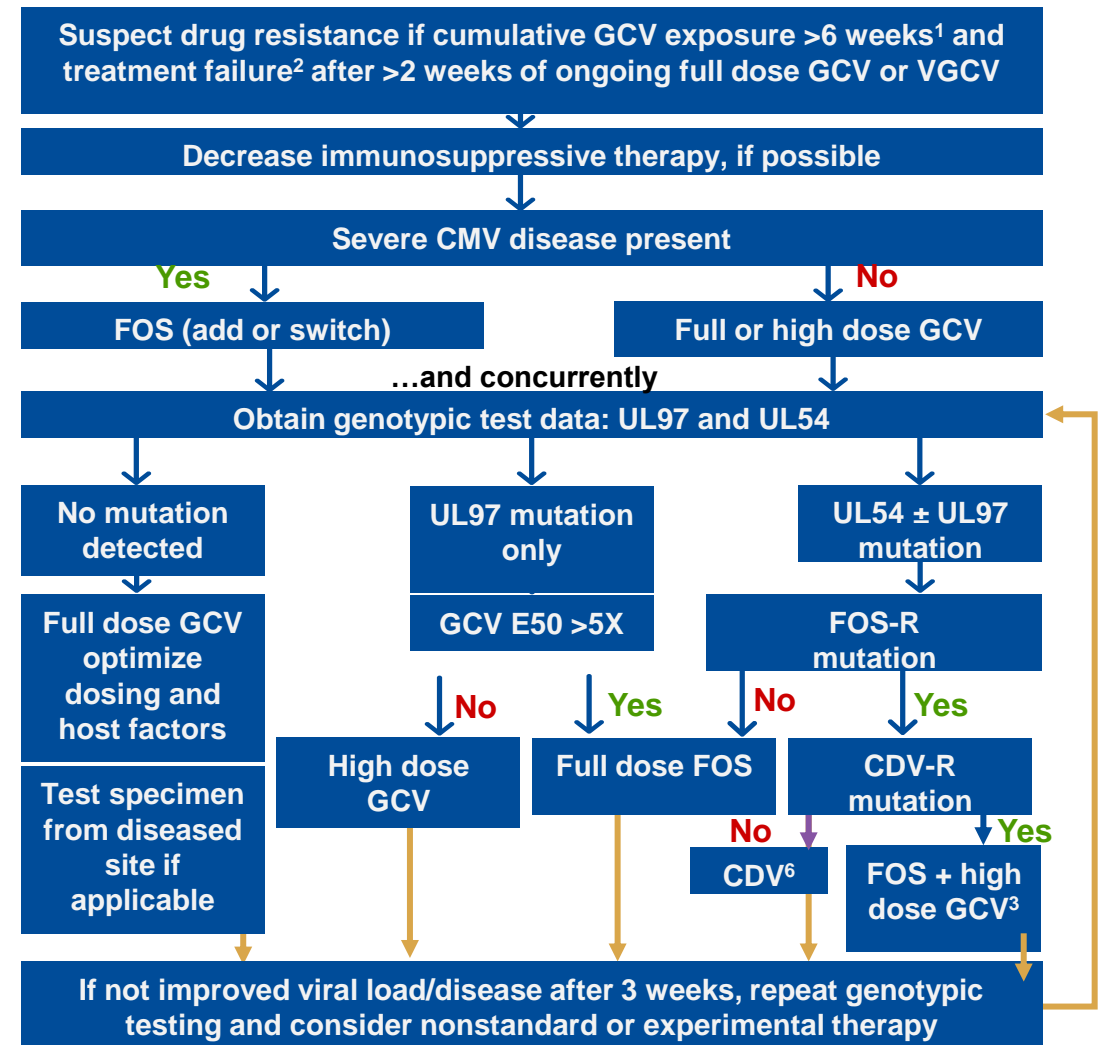 Suspect drug resistance if cumulative GCV exposure >6 weeks¹ and
treatment failure² after >2 weeks of ongoing full dose GCV or VGCV
Decrease immunosuppressive therapy, if possible
Severe CMV disease present
Yes
No
FOS (add or switch)
Full or high dose GCV
…and concurrently
Obtain genotypic test data: UL97 and UL54
No mutation
detected
UL97 mutation
only
UL54 ± UL97
mutation
Full dose GCV
optimize
dosing and
host factors
GCV E50 >5X
FOS-R
mutation
No
Yes
No
Yes
Test specimen
from diseased
site if
applicable
High dose
GCV
Full dose FOS
CDV-R
mutation
No
Yes
CDV⁶
FOS + high
dose GCV³
If not improved viral load/disease after 3 weeks, repeat genotypic
testing and consider nonstandard or experimental therapy